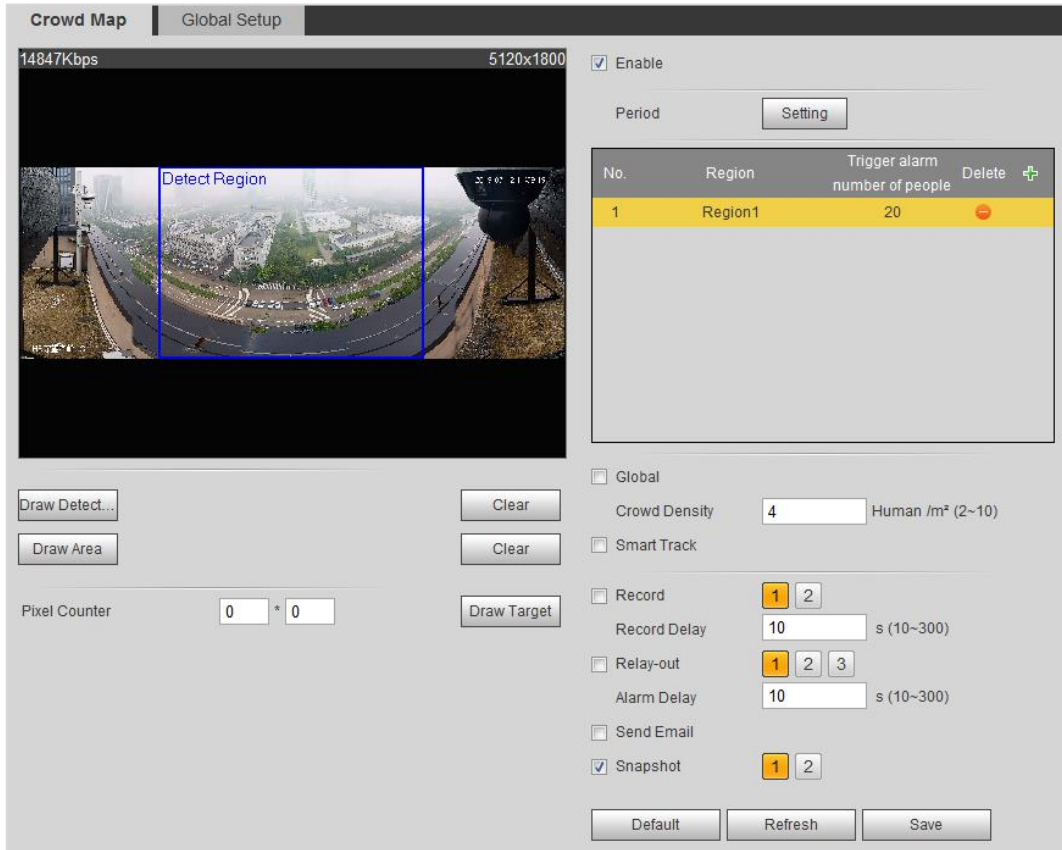 Crowd Map
Global Setup
14847Kbps
5120x1800
Detect Region
Draw Detect...
Clear
Draw Area
Clear
Pixel Counter
0 * 0
Draw Target
Enable
Period
Setting
No.
Region
Trigger alarm
number of people
Delete
1
Region1
20
Global
Crowd Density
4
Human /m² (2~10)
Smart Track
Record
1 2
Record Delay
10
s (10~300)
Relay-out
1 2 3
Alarm Delay
10
s (10~300)
Send Email
Snapshot
1 2
Default
Refresh
Save